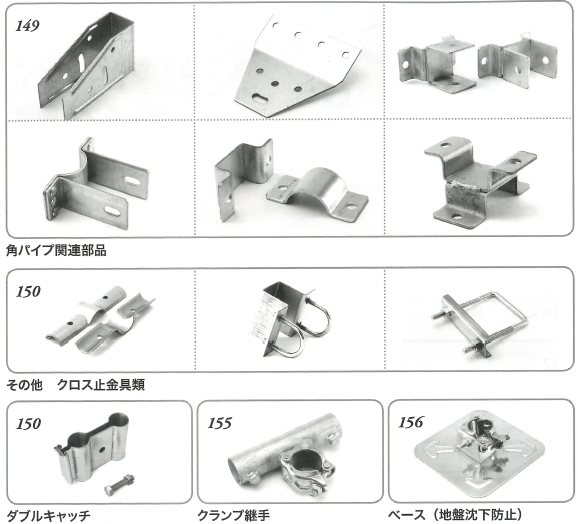 149
角パイプ関連部品
150
その他　クロス止金具類
150
ダブルキャッチ
155
クランプ継手
156
ベース（地盤沈下防止）